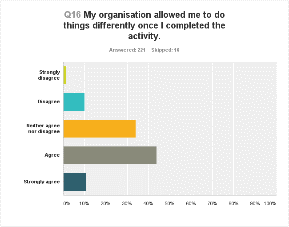 Q16 My organisation allowed me to do
things differently once I completed the
activity.
Answered: 221 Skipped: 18
Strongly
disagree
Disagree
Neither agree
nor disagree
Agree
Strongly agree
0% 10% 20% 30% 40% 50% 60% 70% 80% 90% 100%